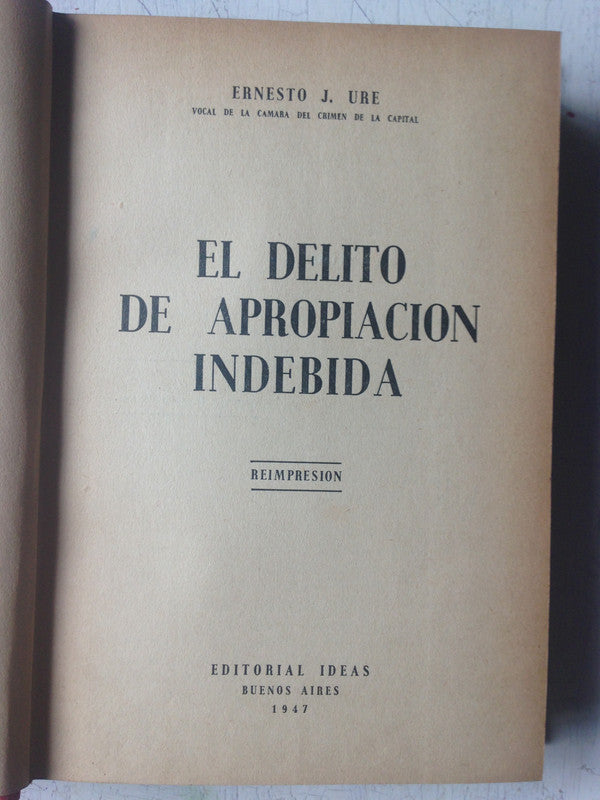 ERNESTO J. URE
VOCAL DE LA CAMARA DEL CRIMEN DE LA CAPITAL
EL DELITO
DE APROPIACION
INDEBIDA
REIMPRESION
EDITORIAL IDEAS
BUENOS AIRES
1947